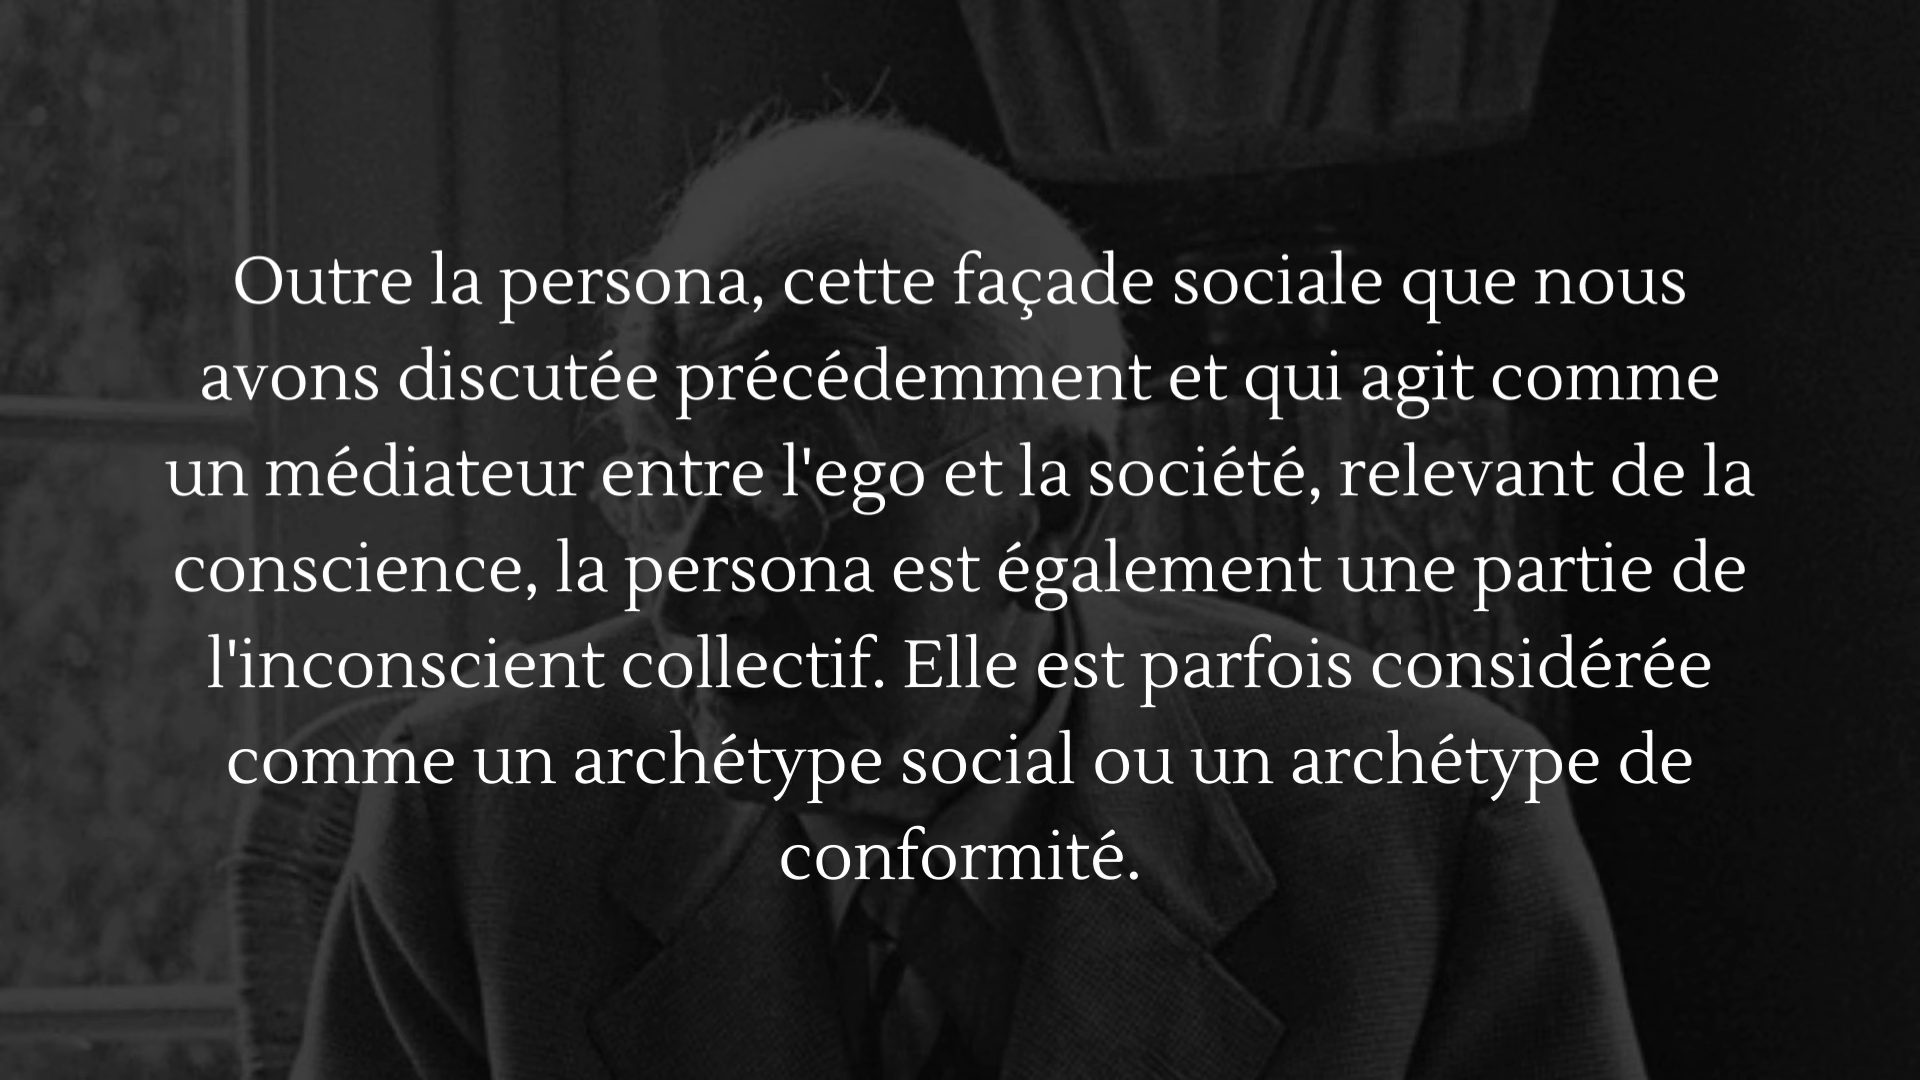 Outre la persona, cette façade sociale que nous
avons discutée précédemment et qui agit comme
un médiateur entre l'ego et la société, relevant de la
conscience, la persona est également une partie de
l'inconscient collectif. Elle est parfois considérée
comme un archétype social ou un archétype de
conformité.